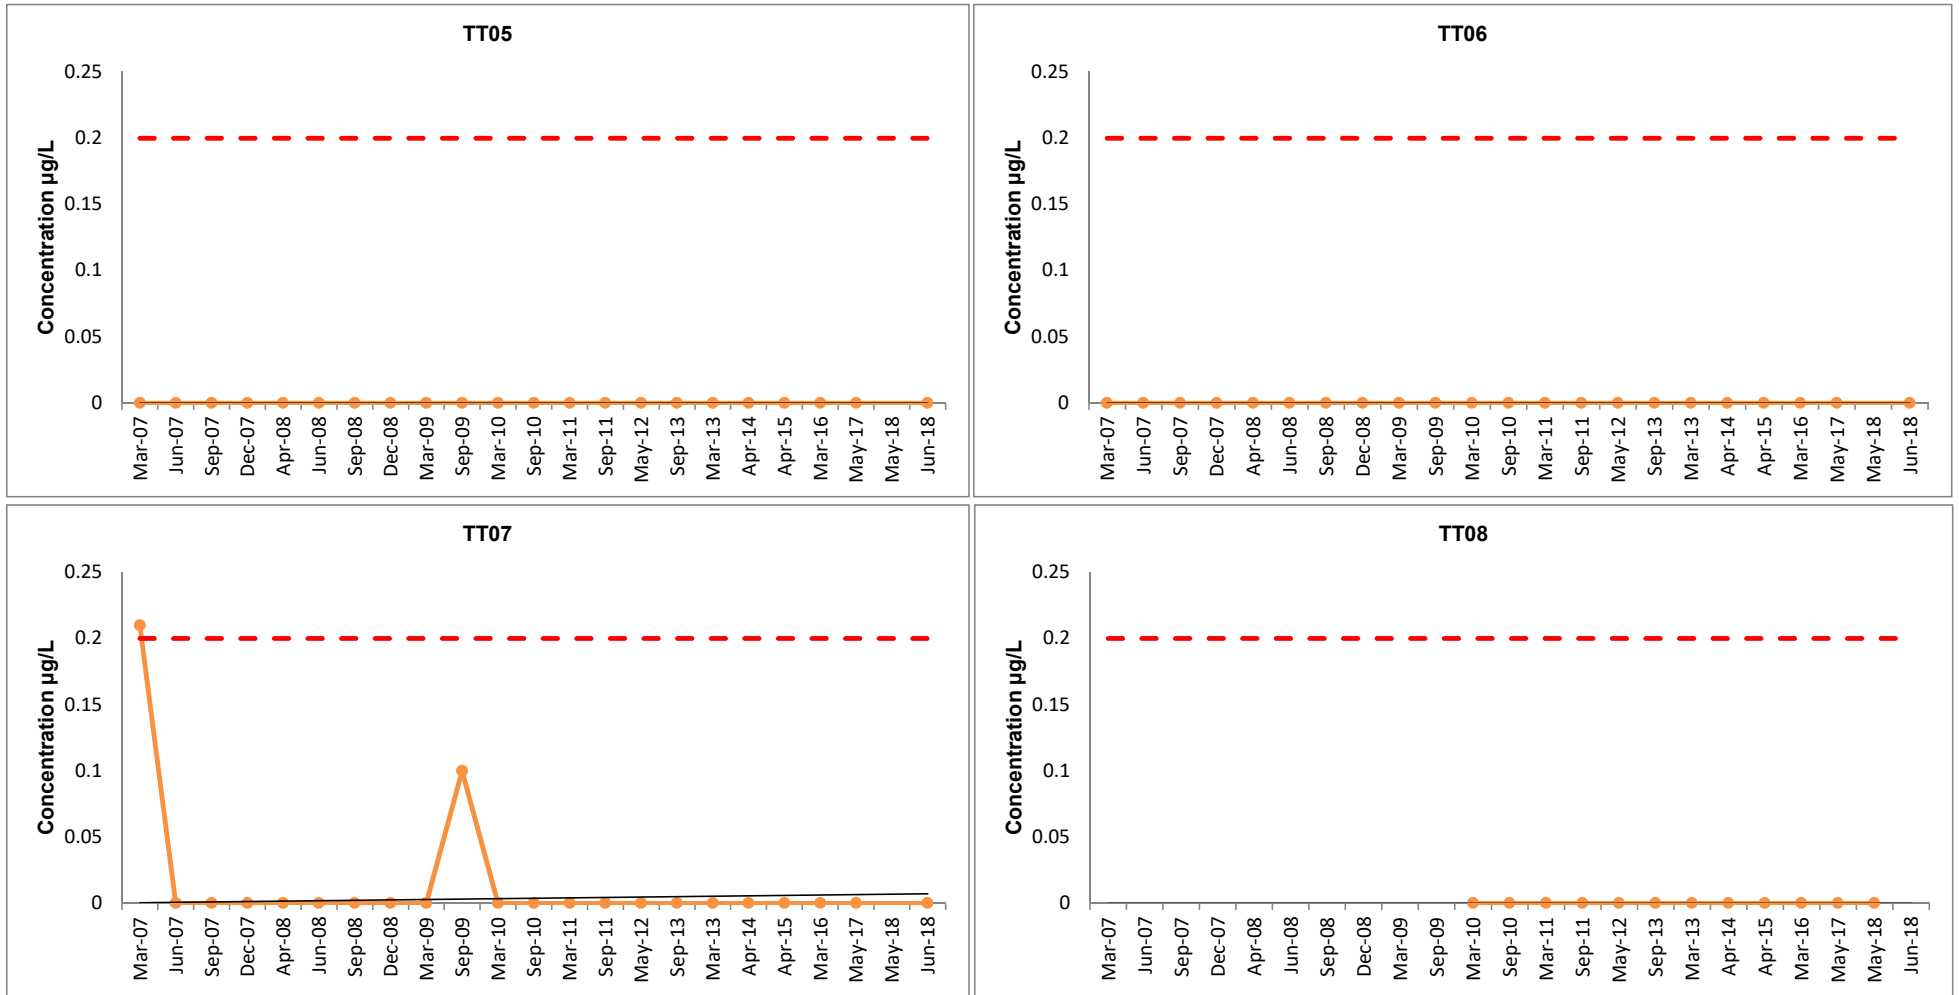 TT05
0.25
0.2
0.15
0.1
0.05
0
Concentration µg/L
Mar-07
Jun-07
Sep-07
Dec-07
Apr-08
Jun-08
Sep-08
Dec-08
Mar-09
Sep-09
Mar-10
Sep-10
Mar-11
Sep-11
May-12
Sep-13
Mar-13
Apr-14
Apr-15
Mar-16
May-17
May-18
Jun-18
TT06
0.25
0.2
0.15
0.1
0.05
0
Concentration µg/L
Mar-07
Jun-07
Sep-07
Dec-07
Apr-08
Jun-08
Sep-08
Dec-08
Mar-09
Sep-09
Mar-10
Sep-10
Mar-11
Sep-11
May-12
Sep-13
Mar-13
Apr-14
Apr-15
Mar-16
May-17
May-18
Jun-18
TT07
0.25
0.2
0.15
0.1
0.05
0
Concentration µg/L
Mar-07
Jun-07
Sep-07
Dec-07
Apr-08
Jun-08
Sep-08
Dec-08
Mar-09
Sep-09
Mar-10
Sep-10
Mar-11
Sep-11
May-12
Sep-13
Mar-13
Apr-14
Apr-15
Mar-16
May-17
May-18
Jun-18
TT08
0.25
0.2
0.15
0.1
0.05
0
Concentration µg/L
Mar-07
Jun-07
Sep-07
Dec-07
Apr-08
Jun-08
Sep-08
Dec-08
Mar-09
Sep-09
Mar-10
Sep-10
Mar-11
Sep-11
May-12
Sep-13
Mar-13
Apr-14
Apr-15
Mar-16
May-17
May-18
Jun-18